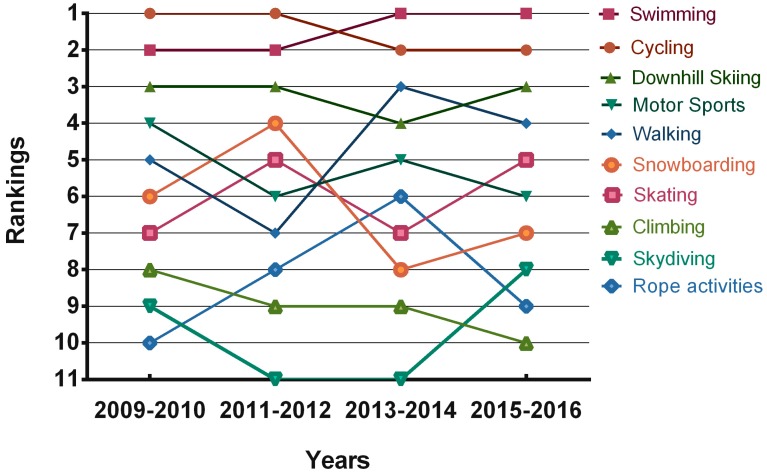 1
2
3
4
5
6
7
8
9
10
11
Rankings
2009-2010 2011-2012 2013-2014 2015-2016
Years
Swimming
Cycling
Downhill Skiing
Motor Sports
Walking
Snowboarding
Skating
Climbing
Skydiving
Rope activities